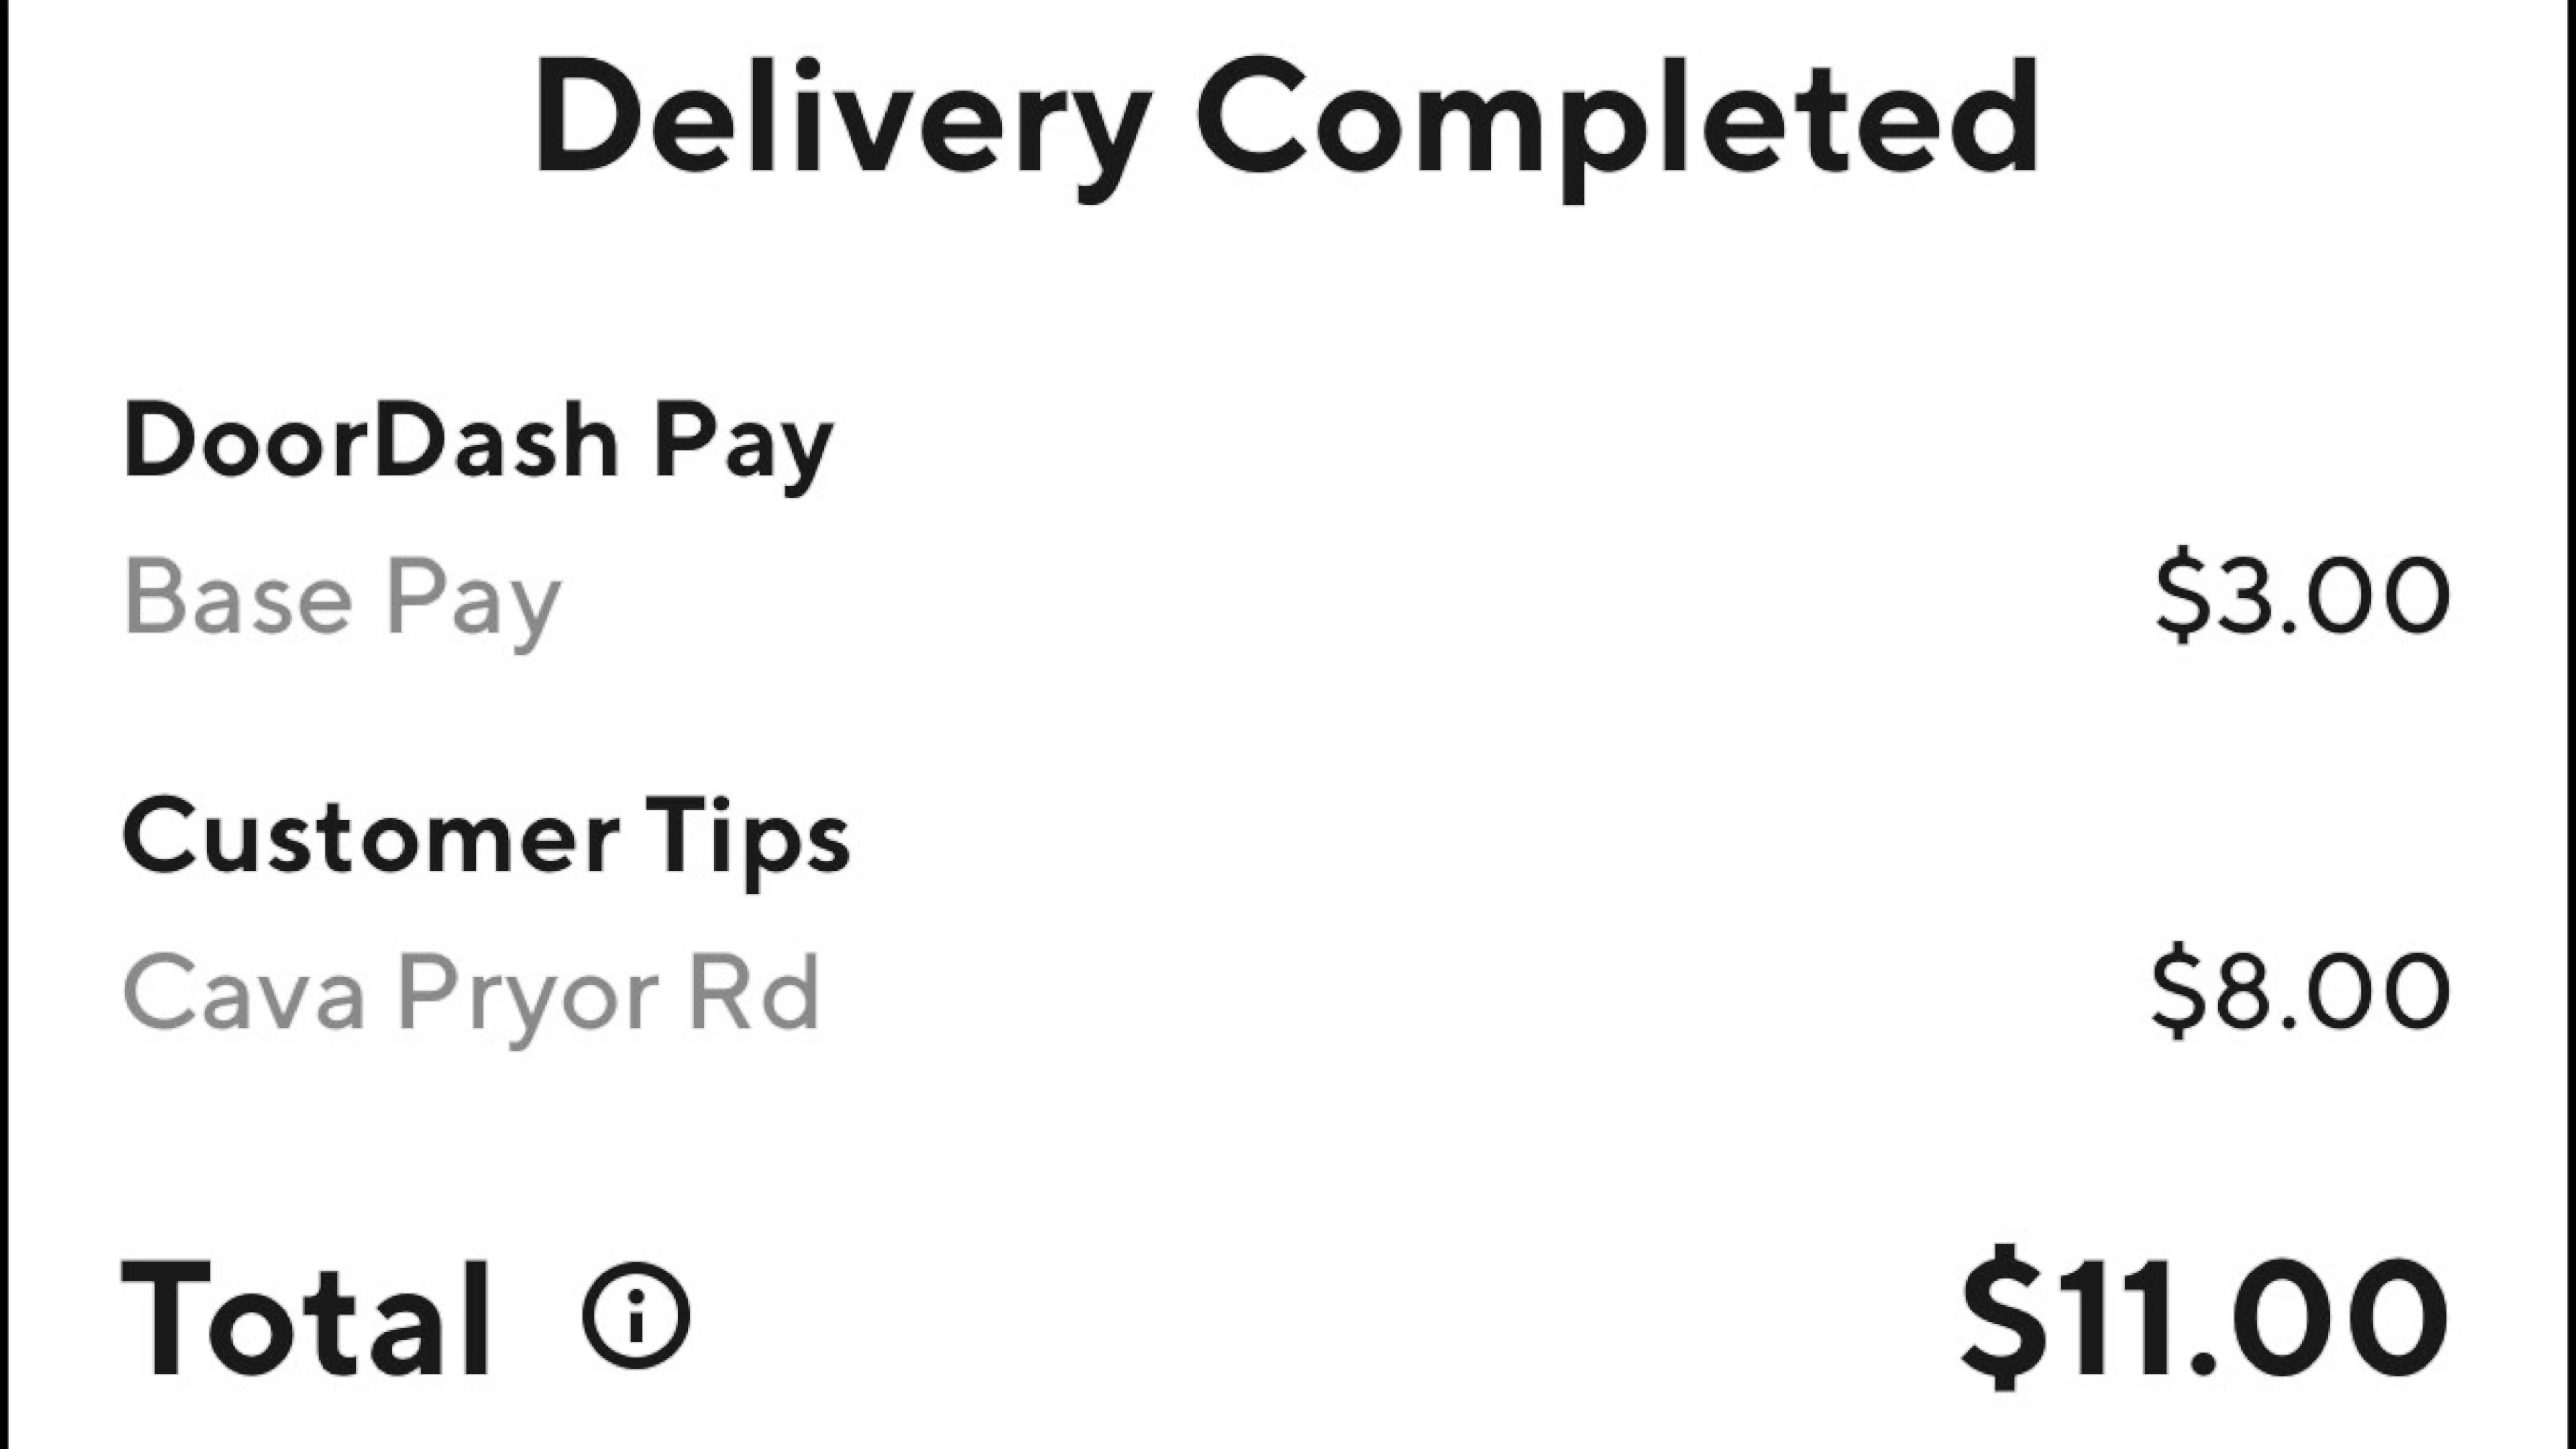 Delivery Completed
DoorDash Pay
Base Pay $3.00
Customer Tips
Cava Pryor Rd $8.00
Total $11.00